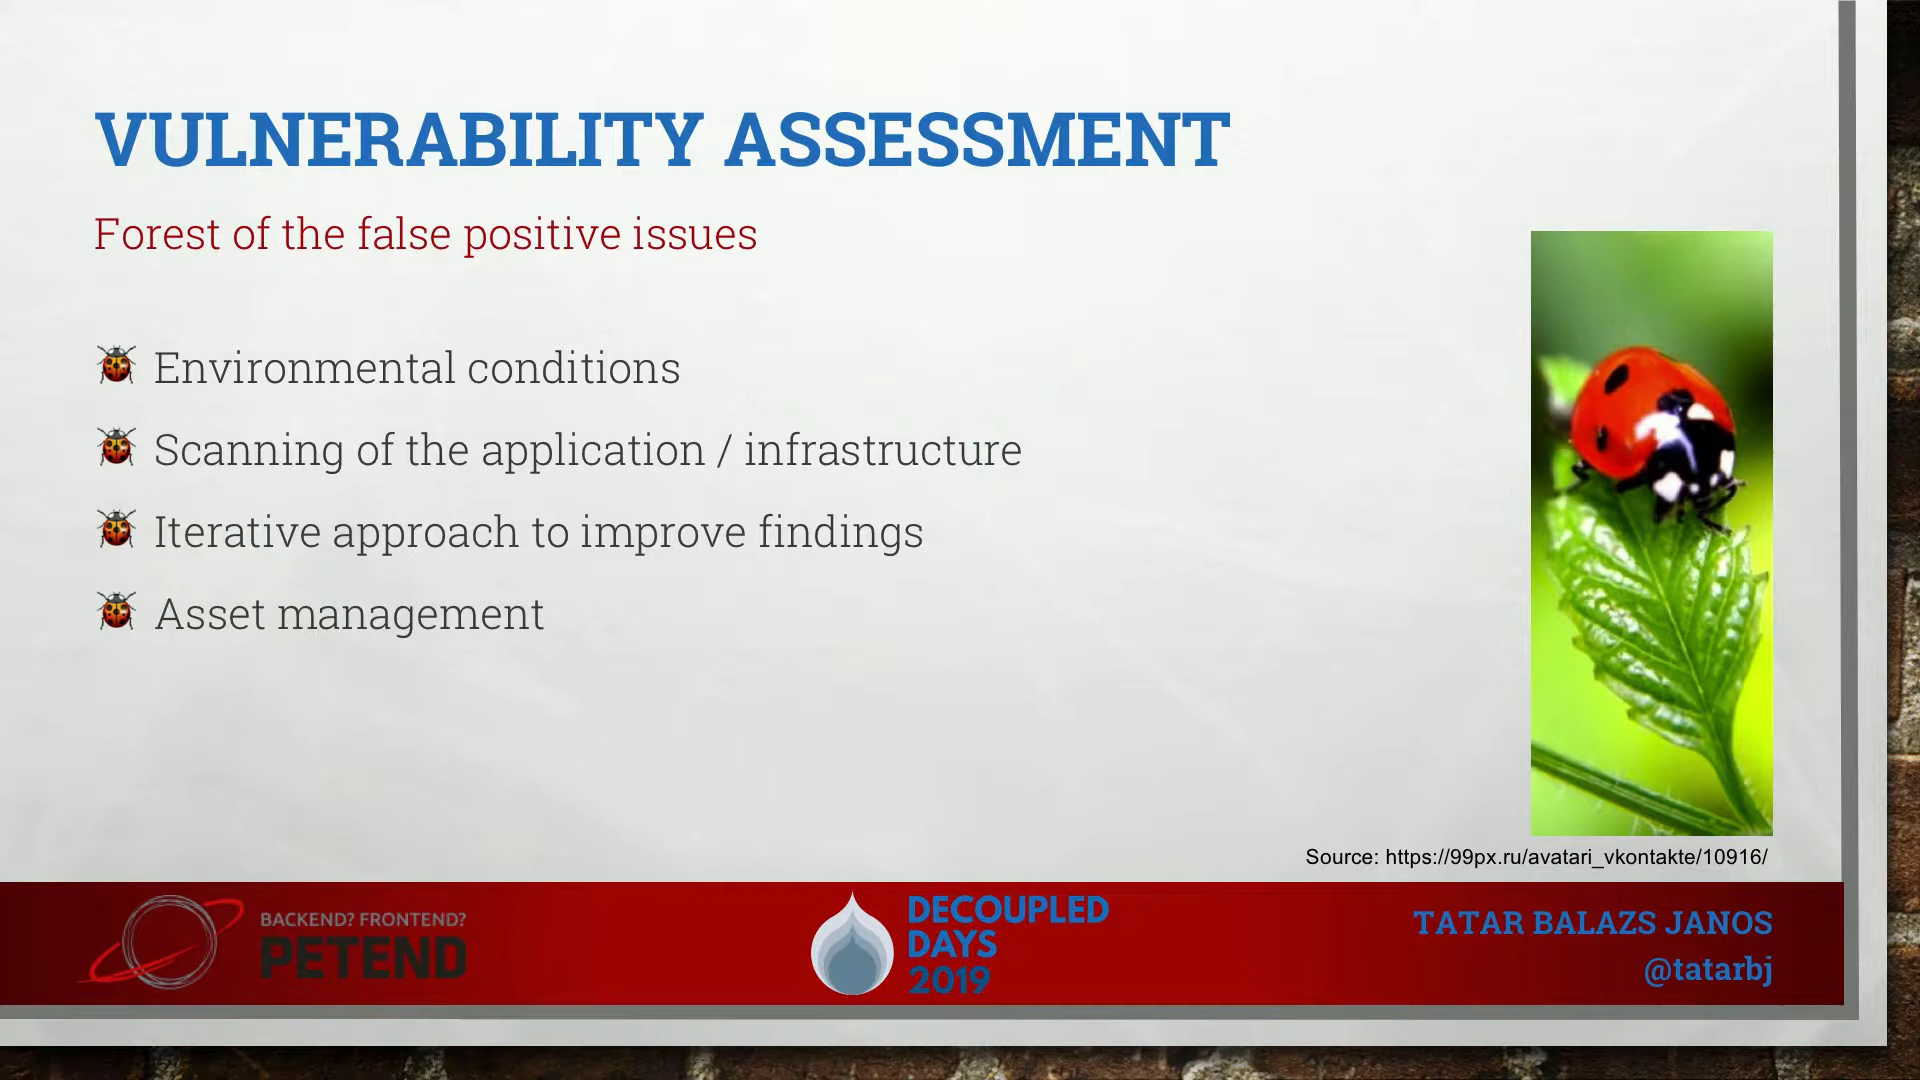 VULNERABILITY ASSESSMENT
Forest of the false positive issues
Environmental conditions
Scanning of the application / infrastructure
Iterative approach to improve findings
Asset management
Source: https://99px.ru/avatari_vkontakte/10916/
BACKEND? FRONTEND?
PETEND
DECOUPLED
DAYS
2019
TATAR BALAZS JANOS
@tatarbj